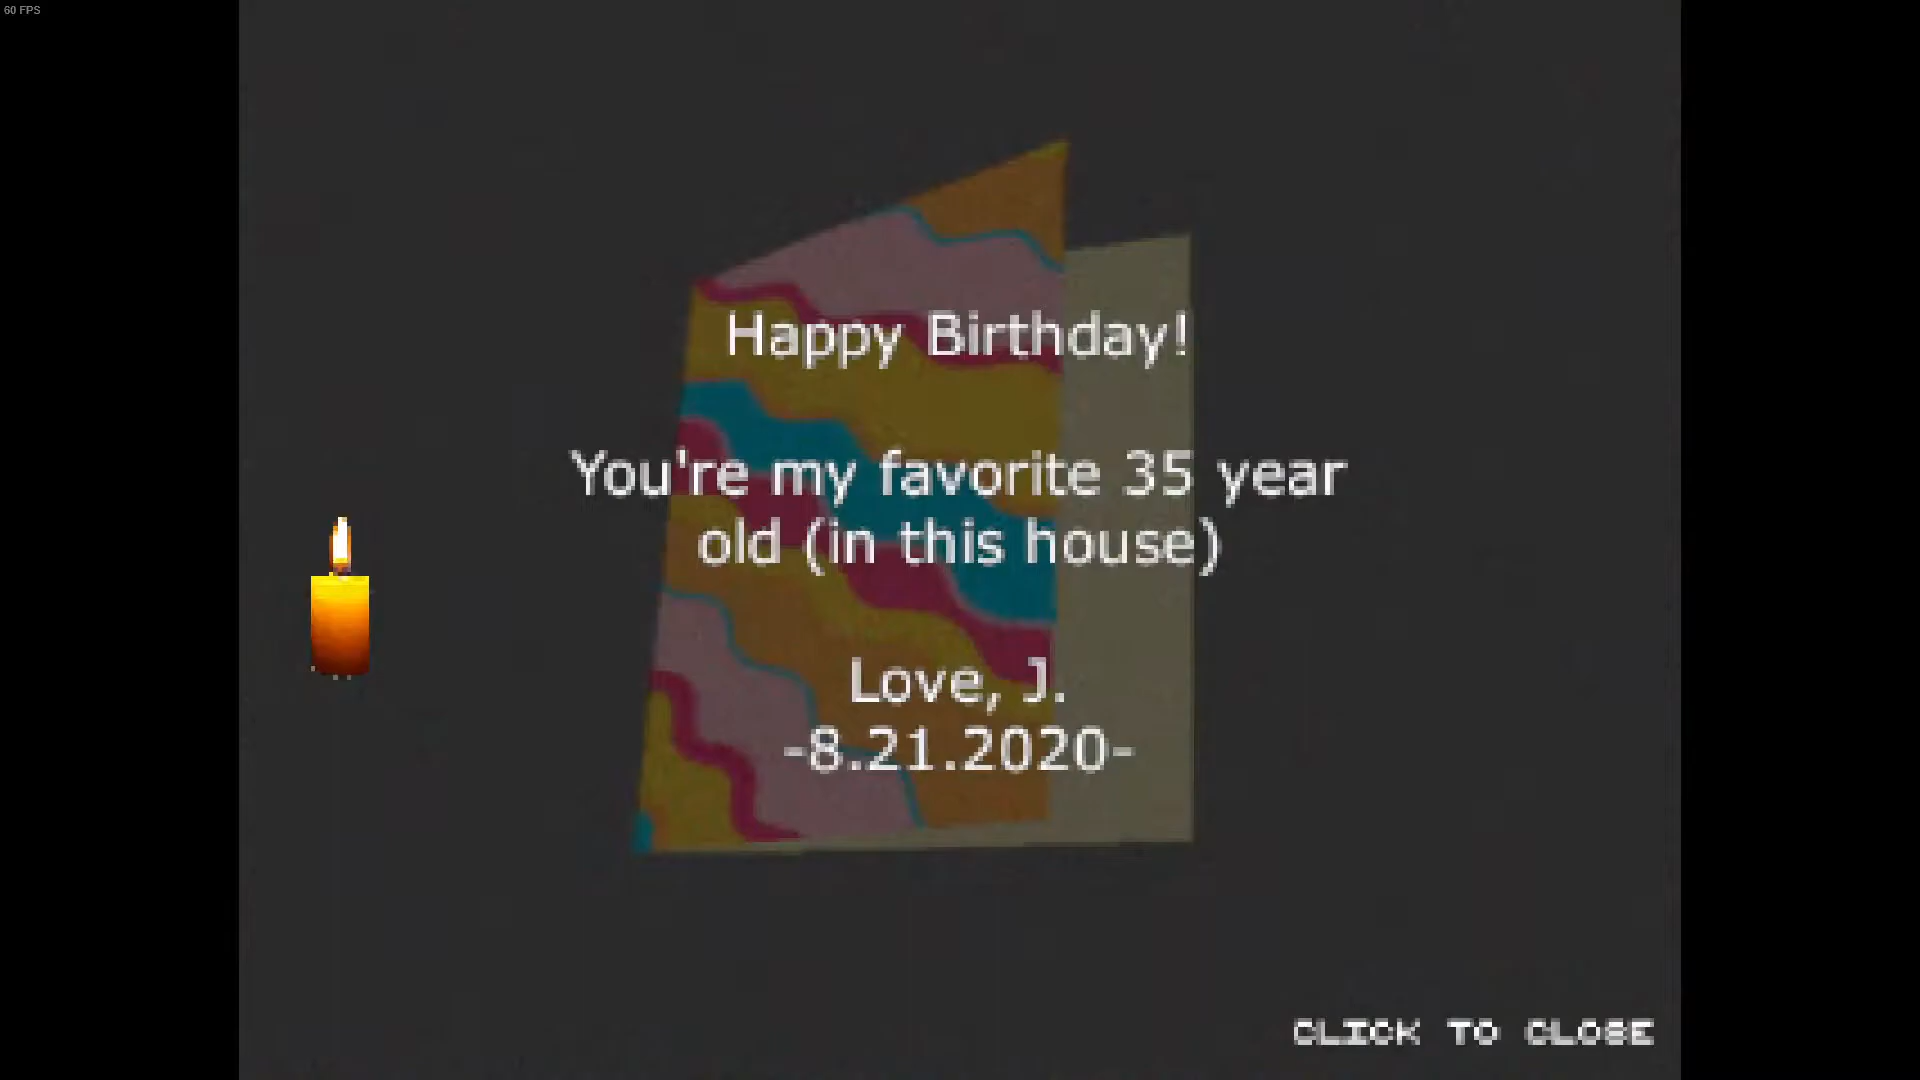 60 FPS
Happy Birthday!
You're my favorite 35 year
old (in this house)
Love, J.
-8.21.2020-
CLICK TO CLOSE